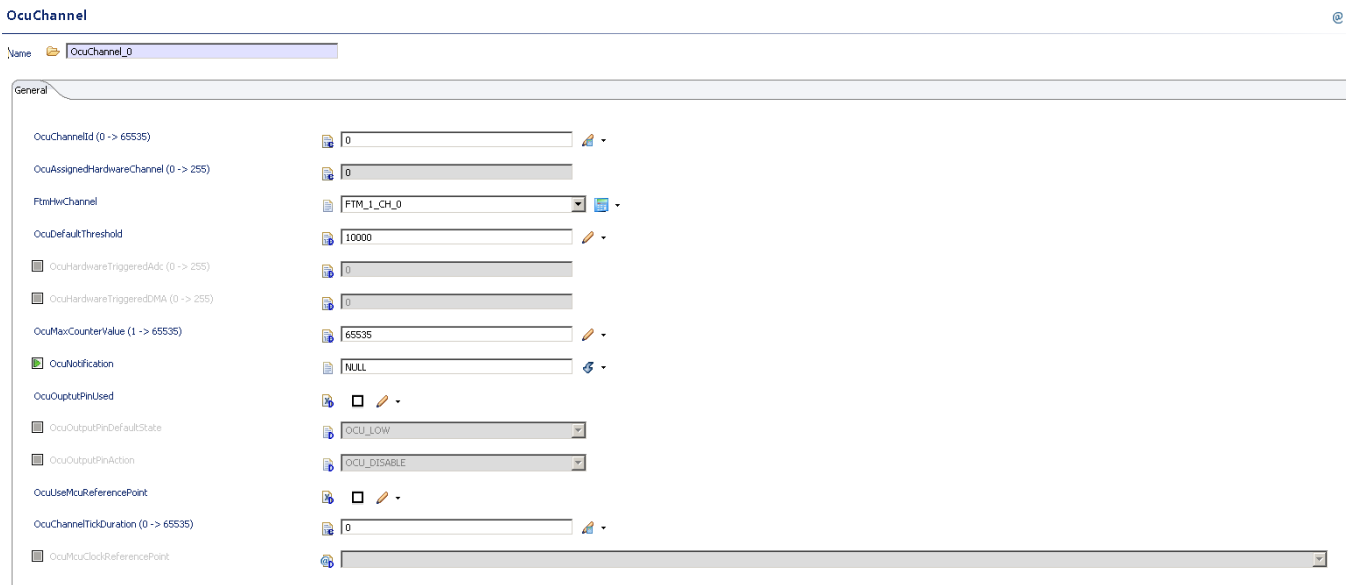 OcuChannel
@
Name OcuChannel_0
General
OcuChannelId (0 -> 65535) 0
OcuAssignedHardwareChannel (0 -> 255) 0
FtmHwChannel FTM_1_CH_0
OcuDefaultThreshold 10000
OcuHardwareTriggeredAdc (0 -> 255) 0
OcuHardwareTriggeredDMA (0 -> 255) 0
OcuMaxCounterValue (1 -> 65535) 65535
OcuNotification NULL
OcuOuptutPinUsed
OcuOutputPinDefaultState OCU_LOW
OcuOutputPinAction OCU_DISABLE
OcuUseMcuReferencePoint
OcuChannelTickDuration (0 -> 65535) 0
OcuMcuClockReferencePoint